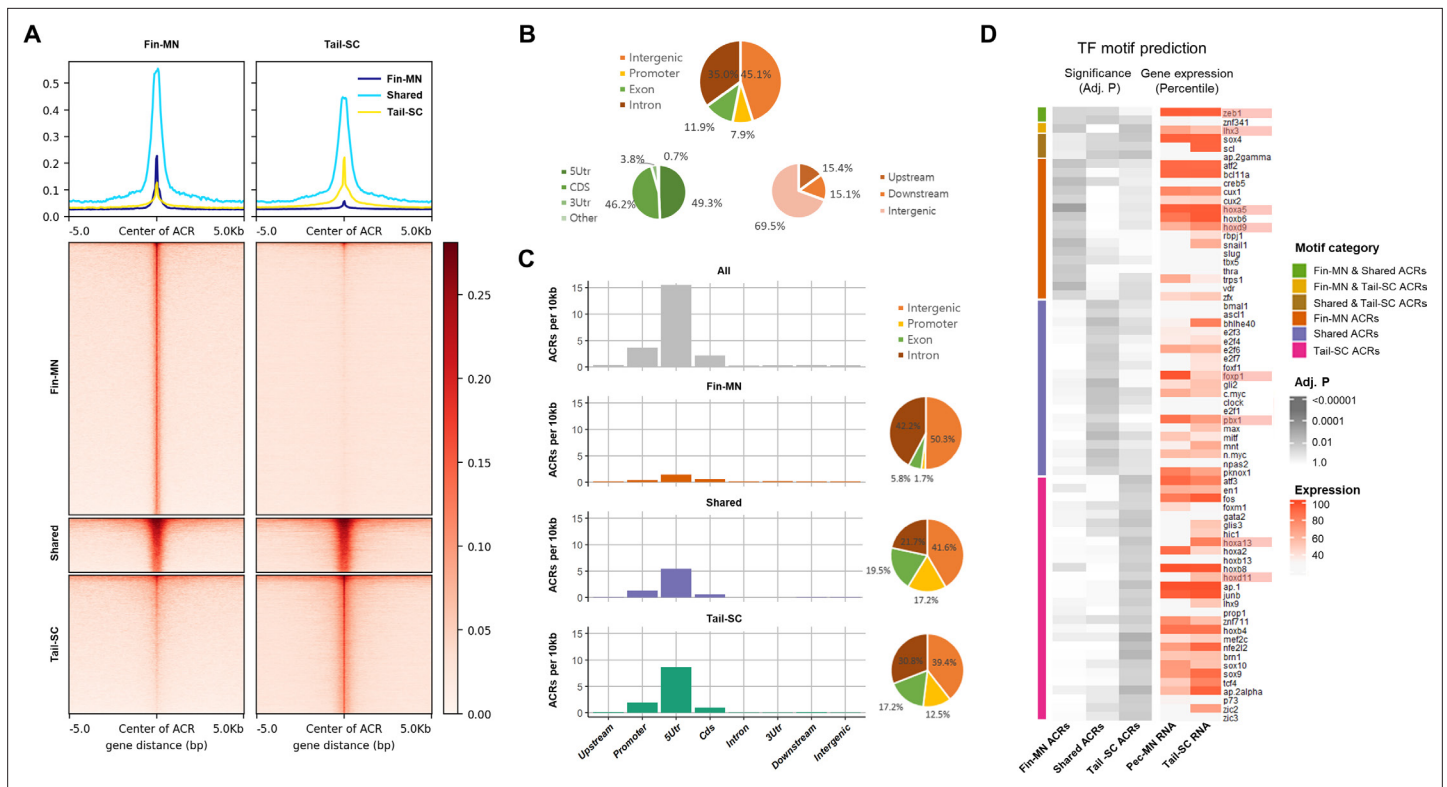 A
Fin-MN
Tail-SC
Fin-MN
Shared
Tail-SC
0.5
0.4
0.3
0.2
0.1
0.0
-5.0 Center of ACR 5.0Kb
-5.0 Center of ACR 5.0Kb
Fin-MN
Shared
Tail-SC
0.25
0.20
0.15
0.10
0.05
0.00
-5.0 Center of ACR 5.0Kb
gene distance (bp)
-5.0 Center of ACR 5.0Kb
gene distance (bp)
B
Intergenic
Promoter
Exon
Intron
35.0%
45.1%
11.9%
7.9%
5Utr
CDS
3Utr
Other
3.8%
0.7%
46.2%
49.3%
15.4%
15.1%
69.5%
Upstream
Downstream
Intergenic
C
All
ACRs per 10kb
15
10
5
0
Intergenic
Promoter
Exon
Intron
Fin-MN
ACRs per 10kb
15
10
5
0
42.2%
50.3%
5.8%
1.7%
Shared
ACRs per 10kb
15
10
5
0
21.7%
41.6%
19.5%
17.2%
Tail-SC
ACRs per 10kb
15
10
5
0
30.8%
39.4%
17.2%
12.5%
Upstream
Promoter
5Utr
Cds
Intron
3Utr
Downstream
Intergenic
D
TF motif prediction
Significance
(Adj. P)
Gene expression
(Percentile)
zeb1
znf341
lhx3
sox4
scl
ap.2gamma
atf2
bcl11a
creb5
cux1
cux2
hoxa5
hoxb6
hoxd9
rbpj1
snail1
slug
tbx5
thra
trps1
vdr
zfx
bmal1
ascl1
bhlhe40
e2f3
e2f4
e2f6
e2f7
foxf1
foxp1
gli2
c.myc
clock
e2f1
pbx1
max
mitf
mnt
n.myc
npas2
pknox1
atf3
en1
fos
foxm1
gata2
glis3
hic1
hoxa13
hoxa2
hoxb13
hoxb8
hoxd11
ap.1
junb
lhx9
prop1
znf711
hoxb4
mef2c
nfe2l2
brn1
sox10
sox9
tcf4
ap.2alpha
p73
zic2
zic3
Fin-MN ACRs
Shared ACRs
Tail -SC ACRs
Pec-MN RNA
Tail-SC RNA
Motif category
Fin-MN & Shared ACRs
Fin-MN & Tail-SC ACRs
Shared & Tail-SC ACRs
Fin-MN ACRs
Shared ACRs
Tail-SC ACRs
Adj. P
<0.00001
0.0001
0.01
1.0
Expression
100
80
60
40